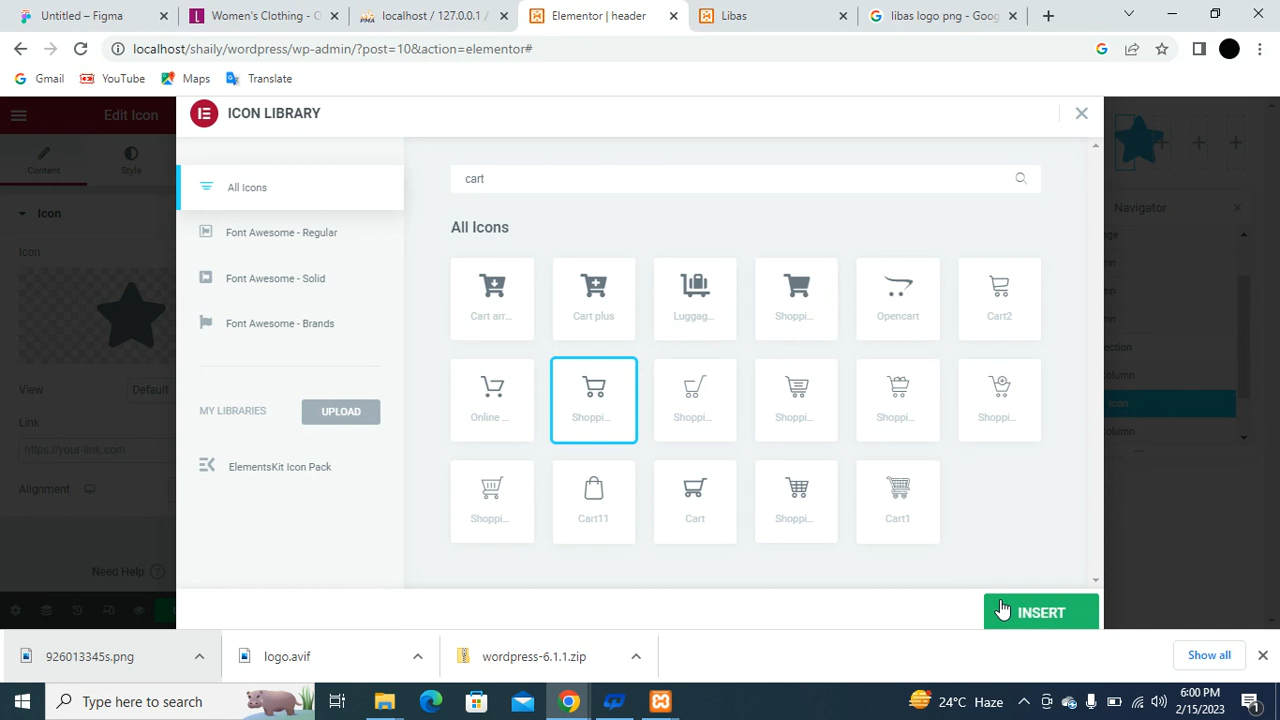 Untitled – Figma
Women's Clothing - O
localhost / 127.0.0.1 /
Elementor | header
Libas
libas logo png - Goog
localhost/shaily/wordpress/wp-admin/?post=10&action=elementor#
Gmail
YouTube
Maps
Translate
Edit Icon
Content
Style
Icon
Icon
View
Default
Link
https://your-link.com
Alignment
Need Help
ICON LIBRARY
All Icons
Font Awesome - Regular
Font Awesome - Solid
Font Awesome - Brands
MY LIBRARIES
UPLOAD
ElementsKit Icon Pack
cart
All Icons
Cart arr...
Cart plus
Luggag...
Shoppi...
Opencart
Cart2
Online ...
Shoppi...
Shoppi...
Shoppi...
Shoppi...
Shoppi...
Shoppi...
Cart11
Cart
Shoppi...
Cart1
INSERT
Navigator
Icon
926013345s.png
logo.avif
wordpress-6.1.1.zip
Show all
Type here to search
24°C Haze
6:00 PM
2/15/2023
1